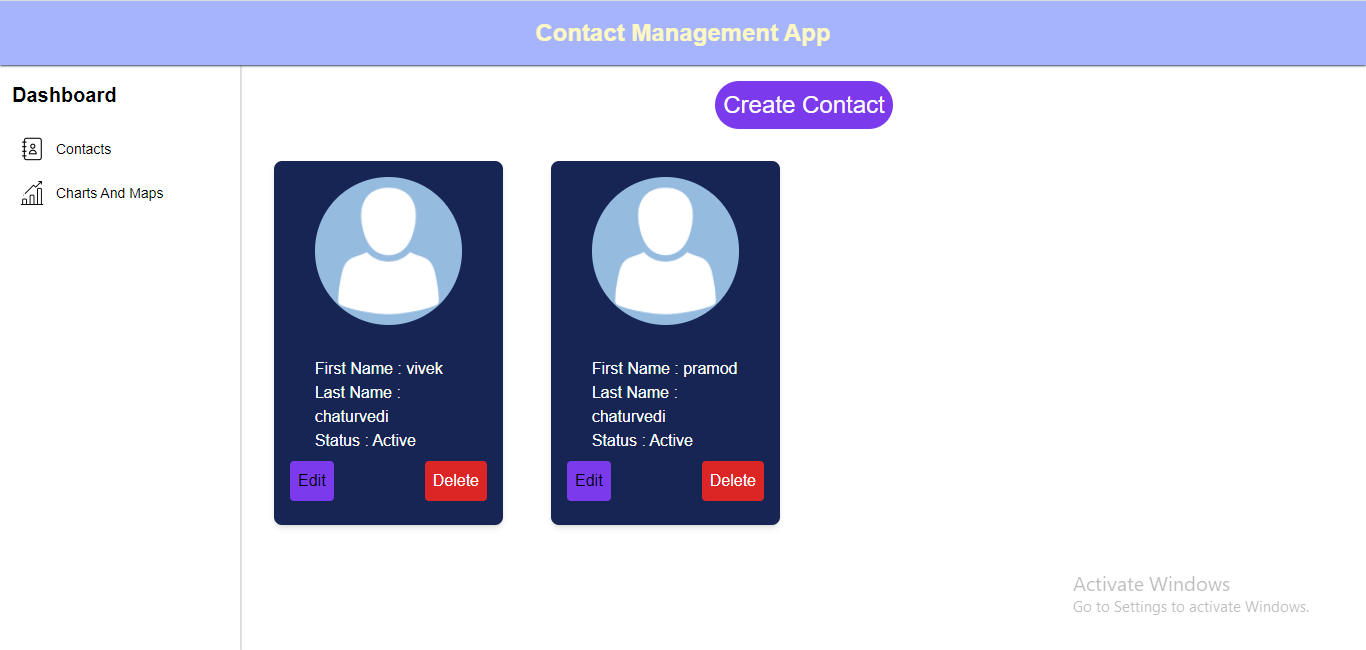 Contact Management App
Dashboard
Contacts
Charts And Maps
Create Contact
First Name : vivek
Last Name :
chaturvedi
Status : Active
Edit
Delete
First Name : pramod
Last Name :
chaturvedi
Status : Active
Edit
Delete
Activate Windows
Go to Settings to activate Windows.